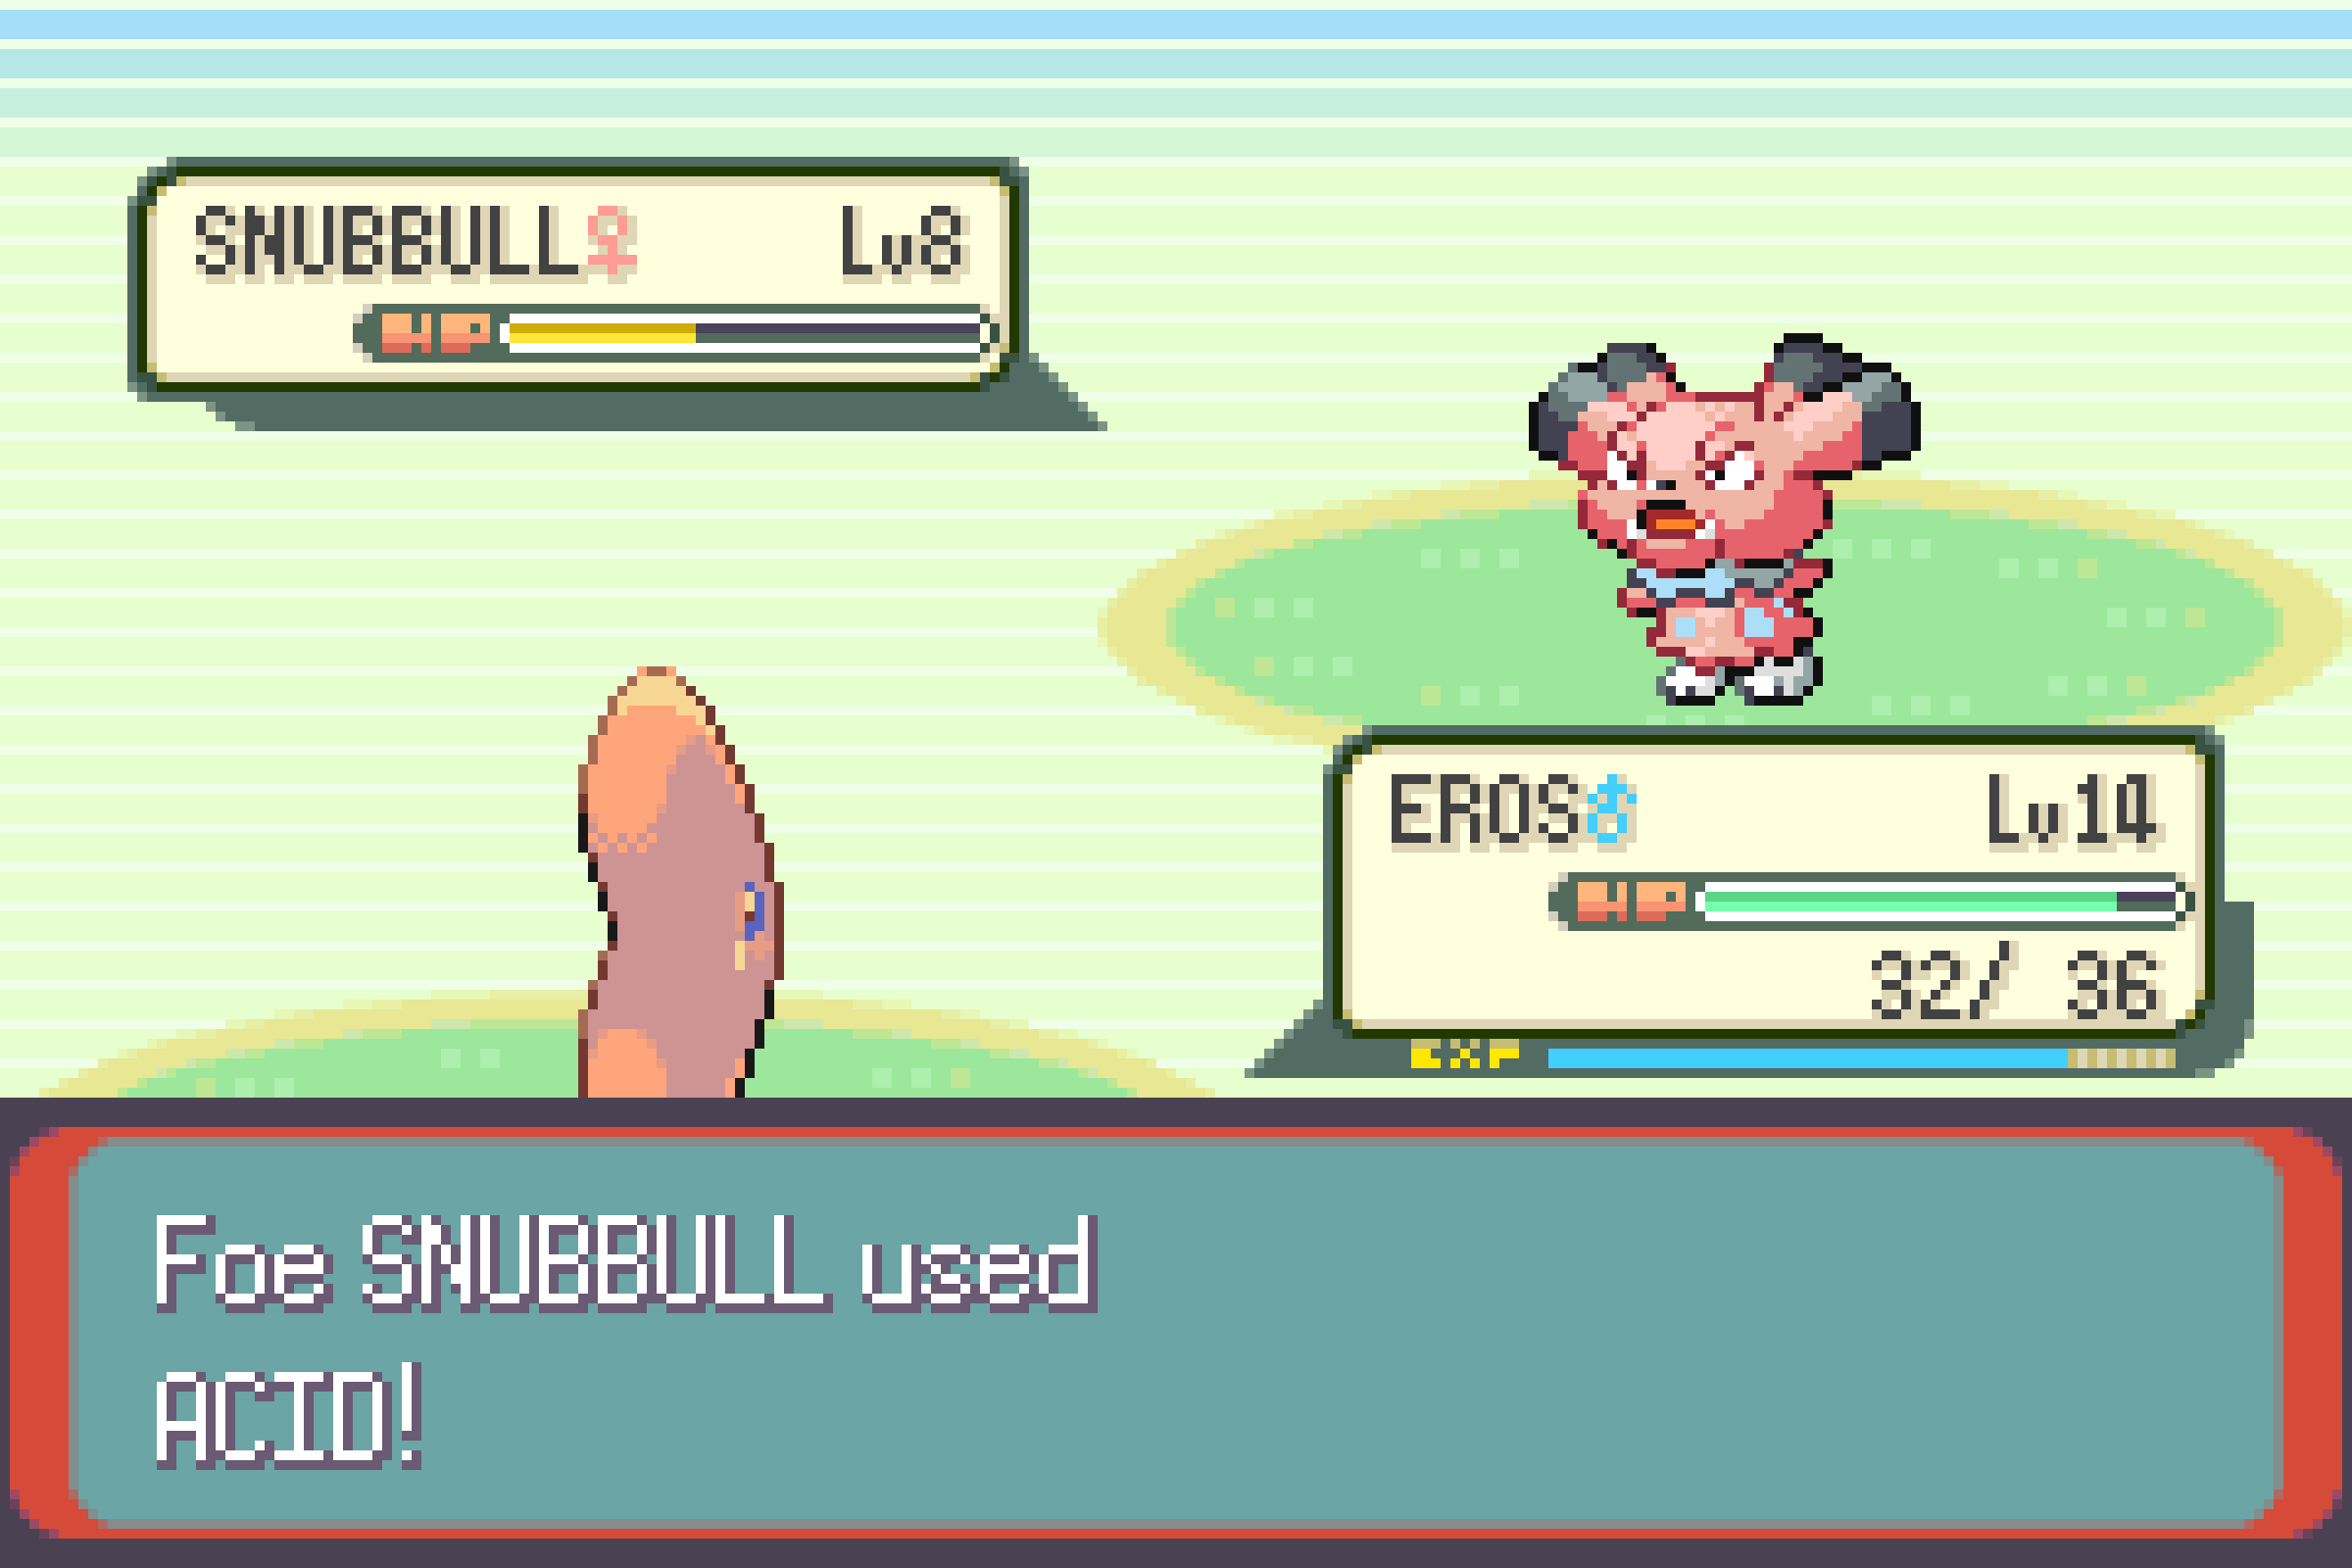 SNUBBULL♀ Lv8
HP
EROS♂ Lv14
HP
32/ 36
EXP
Foe SNUBBULL used
ACID!